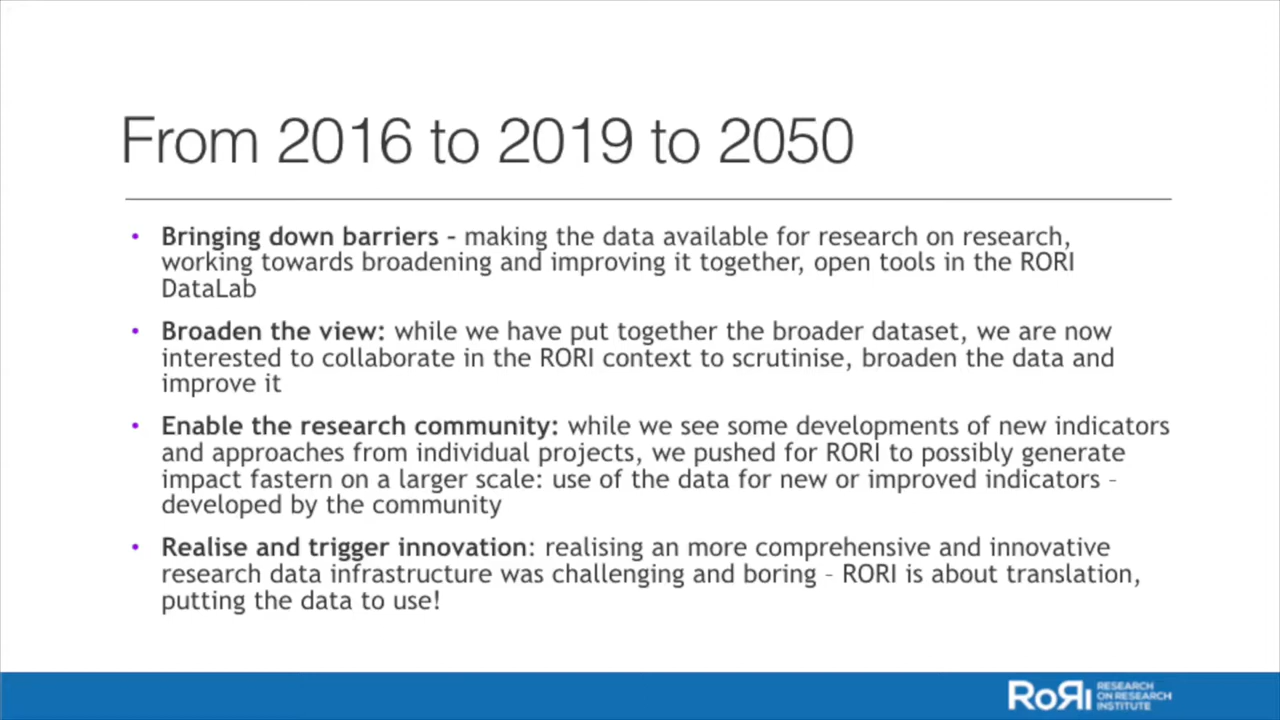 From 2016 to 2019 to 2050
• Bringing down barriers – making the data available for research on research,
working towards broadening and improving it together, open tools in the RORI
DataLab
• Broaden the view: while we have put together the broader dataset, we are now
interested to collaborate in the RORI context to scrutinise, broaden the data and
improve it
• Enable the research community: while we see some developments of new indicators
and approaches from individual projects, we pushed for RORI to possibly generate
impact fastern on a larger scale: use of the data for new or improved indicators –
developed by the community
• Realise and trigger innovation: realising an more comprehensive and innovative
research data infrastructure was challenging and boring – RORI is about translation,
putting the data to use!
RoRI
RESEARCH
ON RESEARCH
INSTITUTE